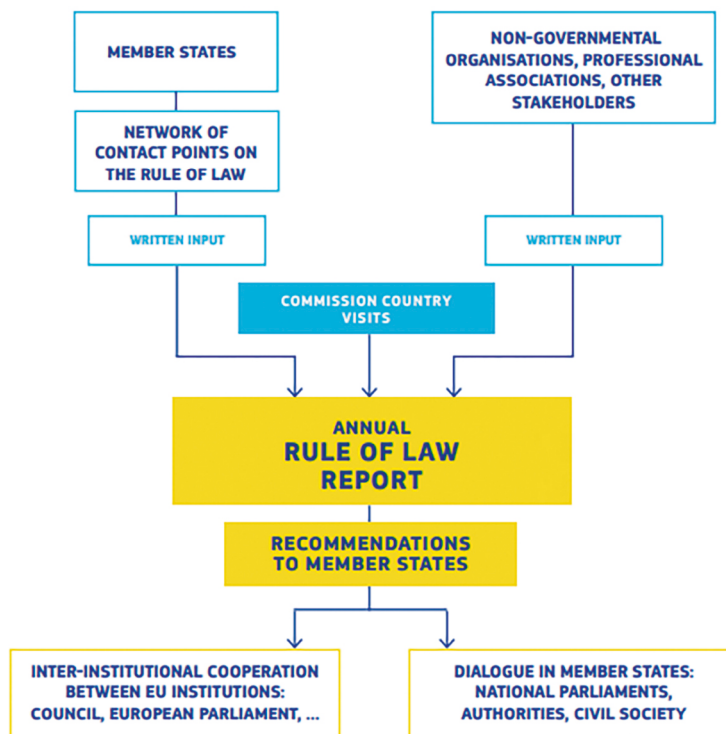 MEMBER STATES
NETWORK OF
CONTACT POINTS ON
THE RULE OF LAW
WRITTEN INPUT
NON-GOVERNMENTAL
ORGANISATIONS, PROFESSIONAL
ASSOCIATIONS, OTHER
STAKEHOLDERS
WRITTEN INPUT
COMMISSION COUNTRY
VISITS
ANNUAL
RULE OF LAW
REPORT
RECOMMENDATIONS
TO MEMBER STATES
INTER-INSTITUTIONAL COOPERATION
BETWEEN EU INSTITUTIONS:
COUNCIL, EUROPEAN PARLIAMENT, ...
DIALOGUE IN MEMBER STATES:
NATIONAL PARLIAMENTS,
AUTHORITIES, CIVIL SOCIETY